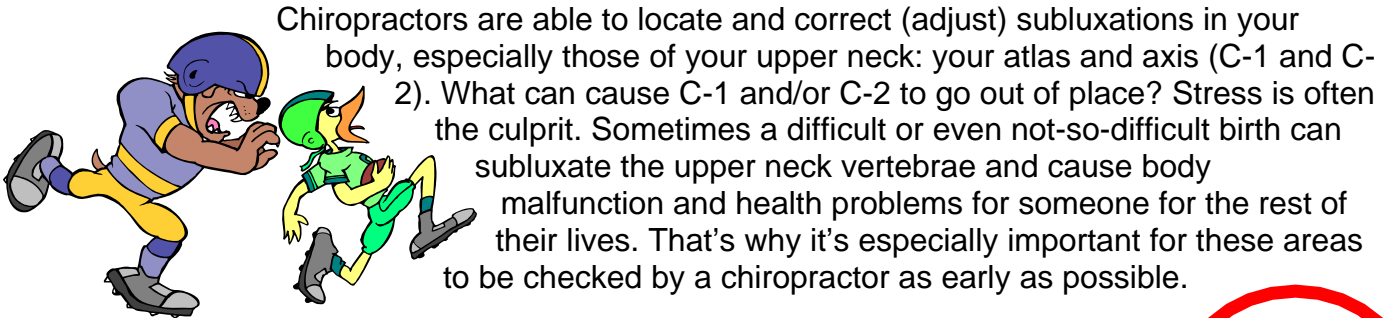 Chiropractors are able to locate and correct (adjust) subluxations in your
body, especially those of your upper neck: your atlas and axis (C-1 and C-
2). What can cause C-1 and/or C-2 to go out of place? Stress is often
the culprit. Sometimes a difficult or even not-so-difficult birth can
subluxate the upper neck vertebrae and cause body
malfunction and health problems for someone for the rest of
their lives. That’s why it’s especially important for these areas
to be checked by a chiropractor as early as possible.